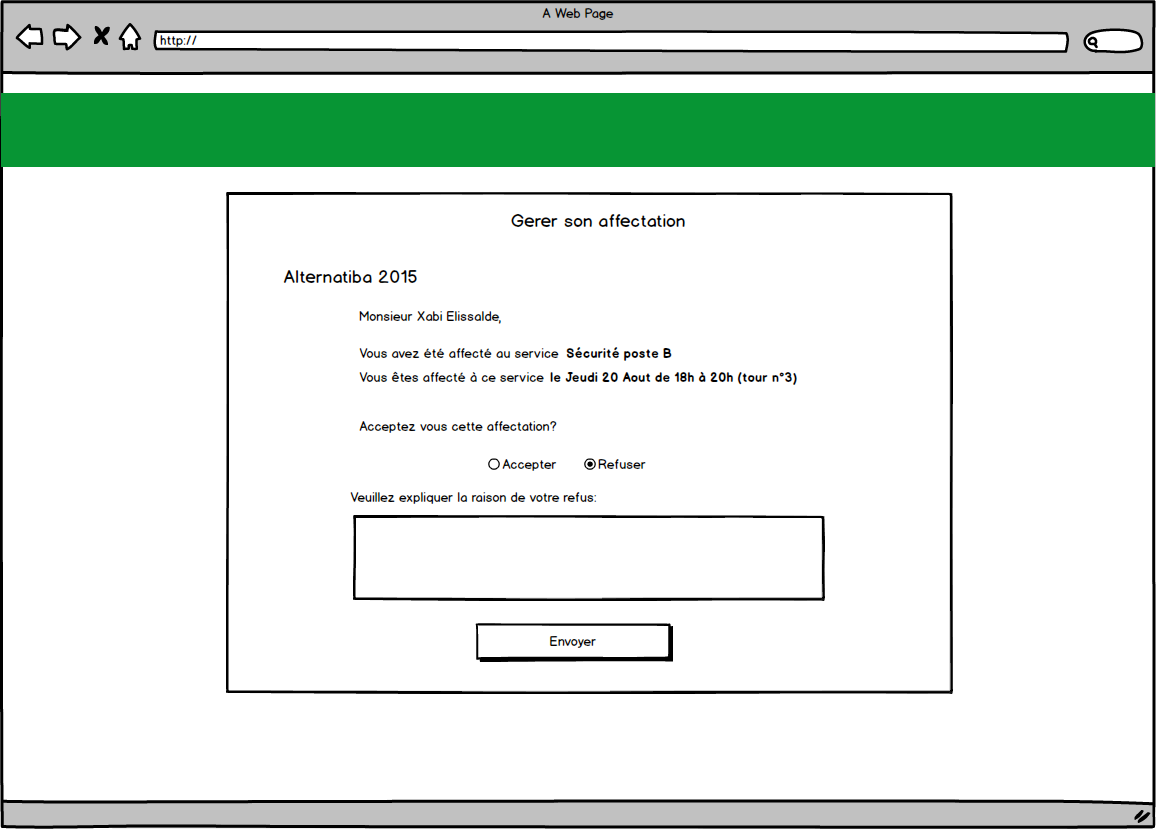 A Web Page
http://
Gerer son affectation
Alternatiba 2015
Monsieur Xabi Elissalde,
Vous avez été affecté au service Sécurité poste B
Vous êtes affecté à ce service le Jeudi 20 Aout de 18h à 20h (tour n°3)
Acceptez vous cette affectation?
Accepter Refuser
Veuillez expliquer la raison de votre refus:
Envoyer